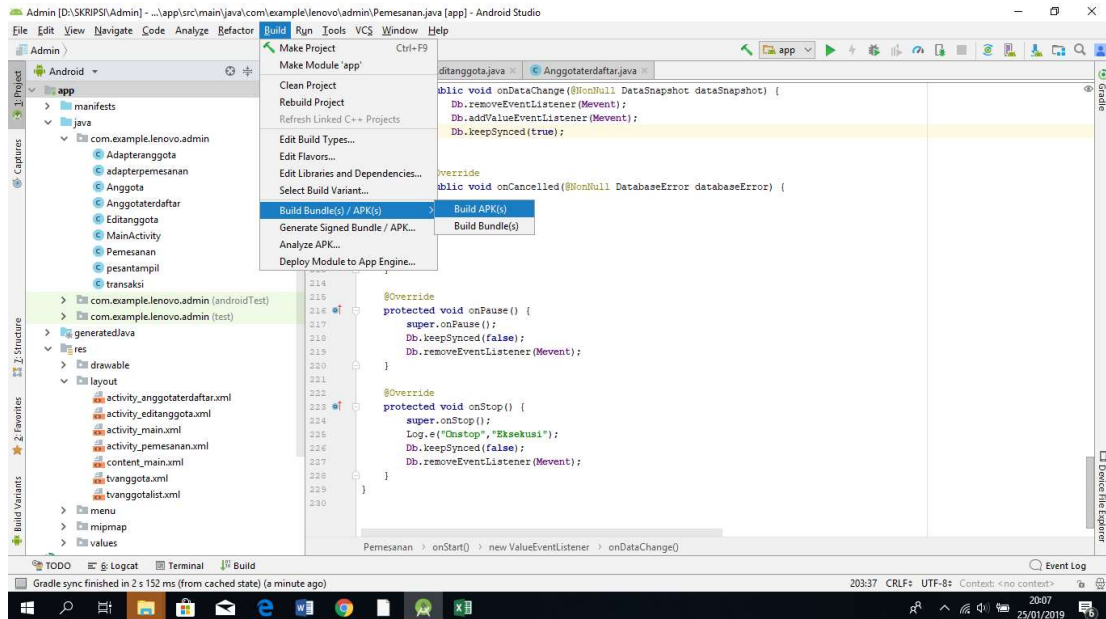 Admin [D:\SKRIPSI\Admin] - ...\app\src\main\java\com\example\lenovo\admin\Pemesanan.java [app] - Android Studio
File Edit View Navigate Code Analyze Refactor Build Run Tools VCS Window Help
Admin
app
Android
ditanggota.java
Anggotaterdaftar.java
Make Project Ctrl+F9
Make Module 'app'
Clean Project
Rebuild Project
Refresh Linked C++ Projects
Edit Build Types...
Edit Flavors...
Edit Libraries and Dependencies...
Select Build Variant...
Build Bundle(s) / APK(s)
Generate Signed Bundle / APK...
Analyze APK...
Deploy Module to App Engine...
Build APK(s)
Build Bundle(s)
1: Project
Captures
7: Structure
2: Favorites
Build Variants
app
manifests
java
com.example.lenovo.admin
Adapteranggota
adapterpemesanan
Anggota
Anggotaterdaftar
Editanggota
MainActivity
Pemesanan
pesantampil
transaksi
com.example.lenovo.admin (androidTest)
com.example.lenovo.admin (test)
generatedJava
res
drawable
layout
activity_anggotaterdaftar.xml
activity_editanggota.xml
activity_main.xml
activity_pemesanan.xml
content_main.xml
tvanggotalist.xml
tvanggota.xml
menu
mipmap
values
ublic void onDataChange(@NonNull DataSnapshot dataSnapshot) {
Db.removeEventListener(Mevent);
Db.addValueEventListener(Mevent);
Db.keepSynced(true);
verride
ublic void onCancelled(@NonNull DatabaseError databaseError) {
}
214
215 @Override
216 protected void onPause() {
217 super.onPause();
218 Db.keepSynced(false);
219 Db.removeEventListener(Mevent);
220 }
221
222 @Override
223 protected void onStop() {
224 super.onStop();
225 Log.e("Onstop","Eksekusi");
226 Db.keepSynced(false);
227 Db.removeEventListener(Mevent);
228 }
229 }
230
Pemesanan > onStart() > new ValueEventListener > onDataChange()
Gradle
Device File Explorer
TODO 6: Logcat Terminal Build Event Log
Gradle sync finished in 2 s 152 ms (from cached state) (a minute ago) 203:37 CRLF UTF-8 Context: <no context>
20:07
25/01/2019